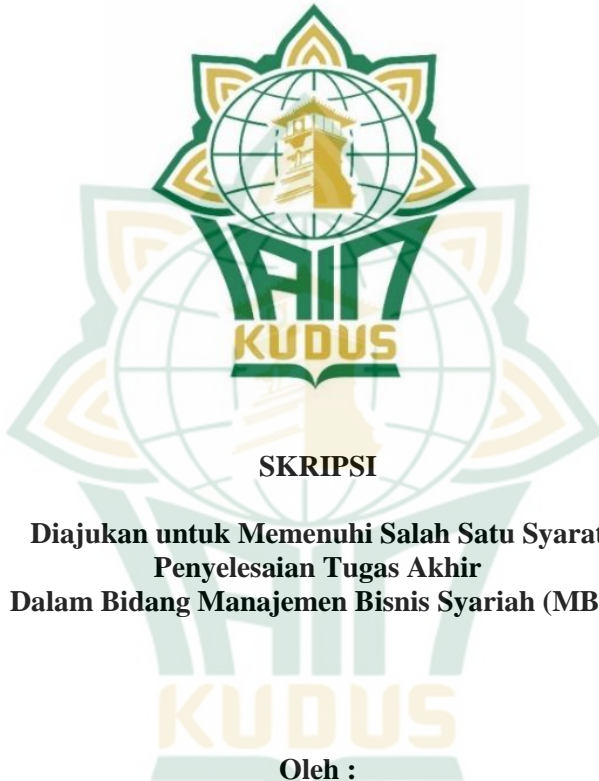 IAIN
KUDUS
SKRIPSI
Diajukan untuk Memenuhi Salah Satu Syarat
Penyelesaian Tugas Akhir
Dalam Bidang Manajemen Bisnis Syariah (MB
KUDUS
Oleh :